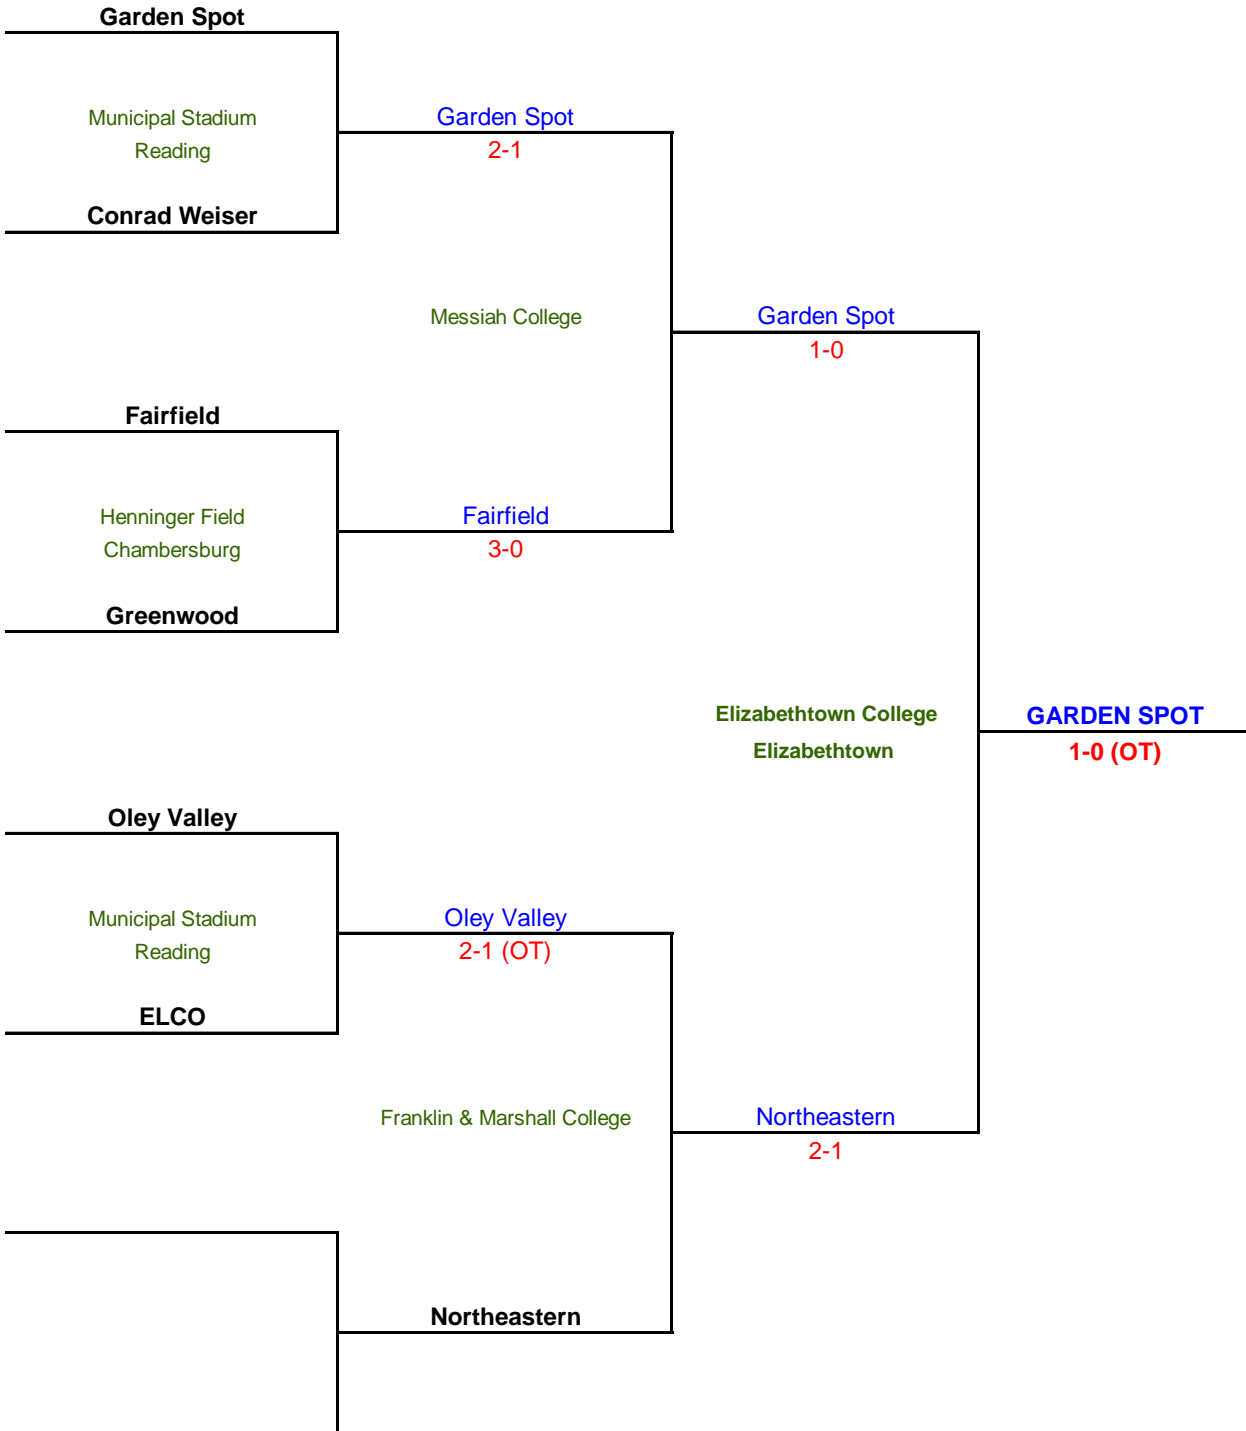 Garden Spot
Municipal Stadium
Reading
Garden Spot
2-1
Conrad Weiser
Messiah College
Garden Spot
1-0
Fairfield
Henninger Field
Chambersburg
Fairfield
3-0
Greenwood
Elizabethtown College
Elizabethtown
GARDEN SPOT
1-0 (OT)
Oley Valley
Municipal Stadium
Reading
Oley Valley
2-1 (OT)
ELCO
Franklin & Marshall College
Northeastern
2-1
Northeastern